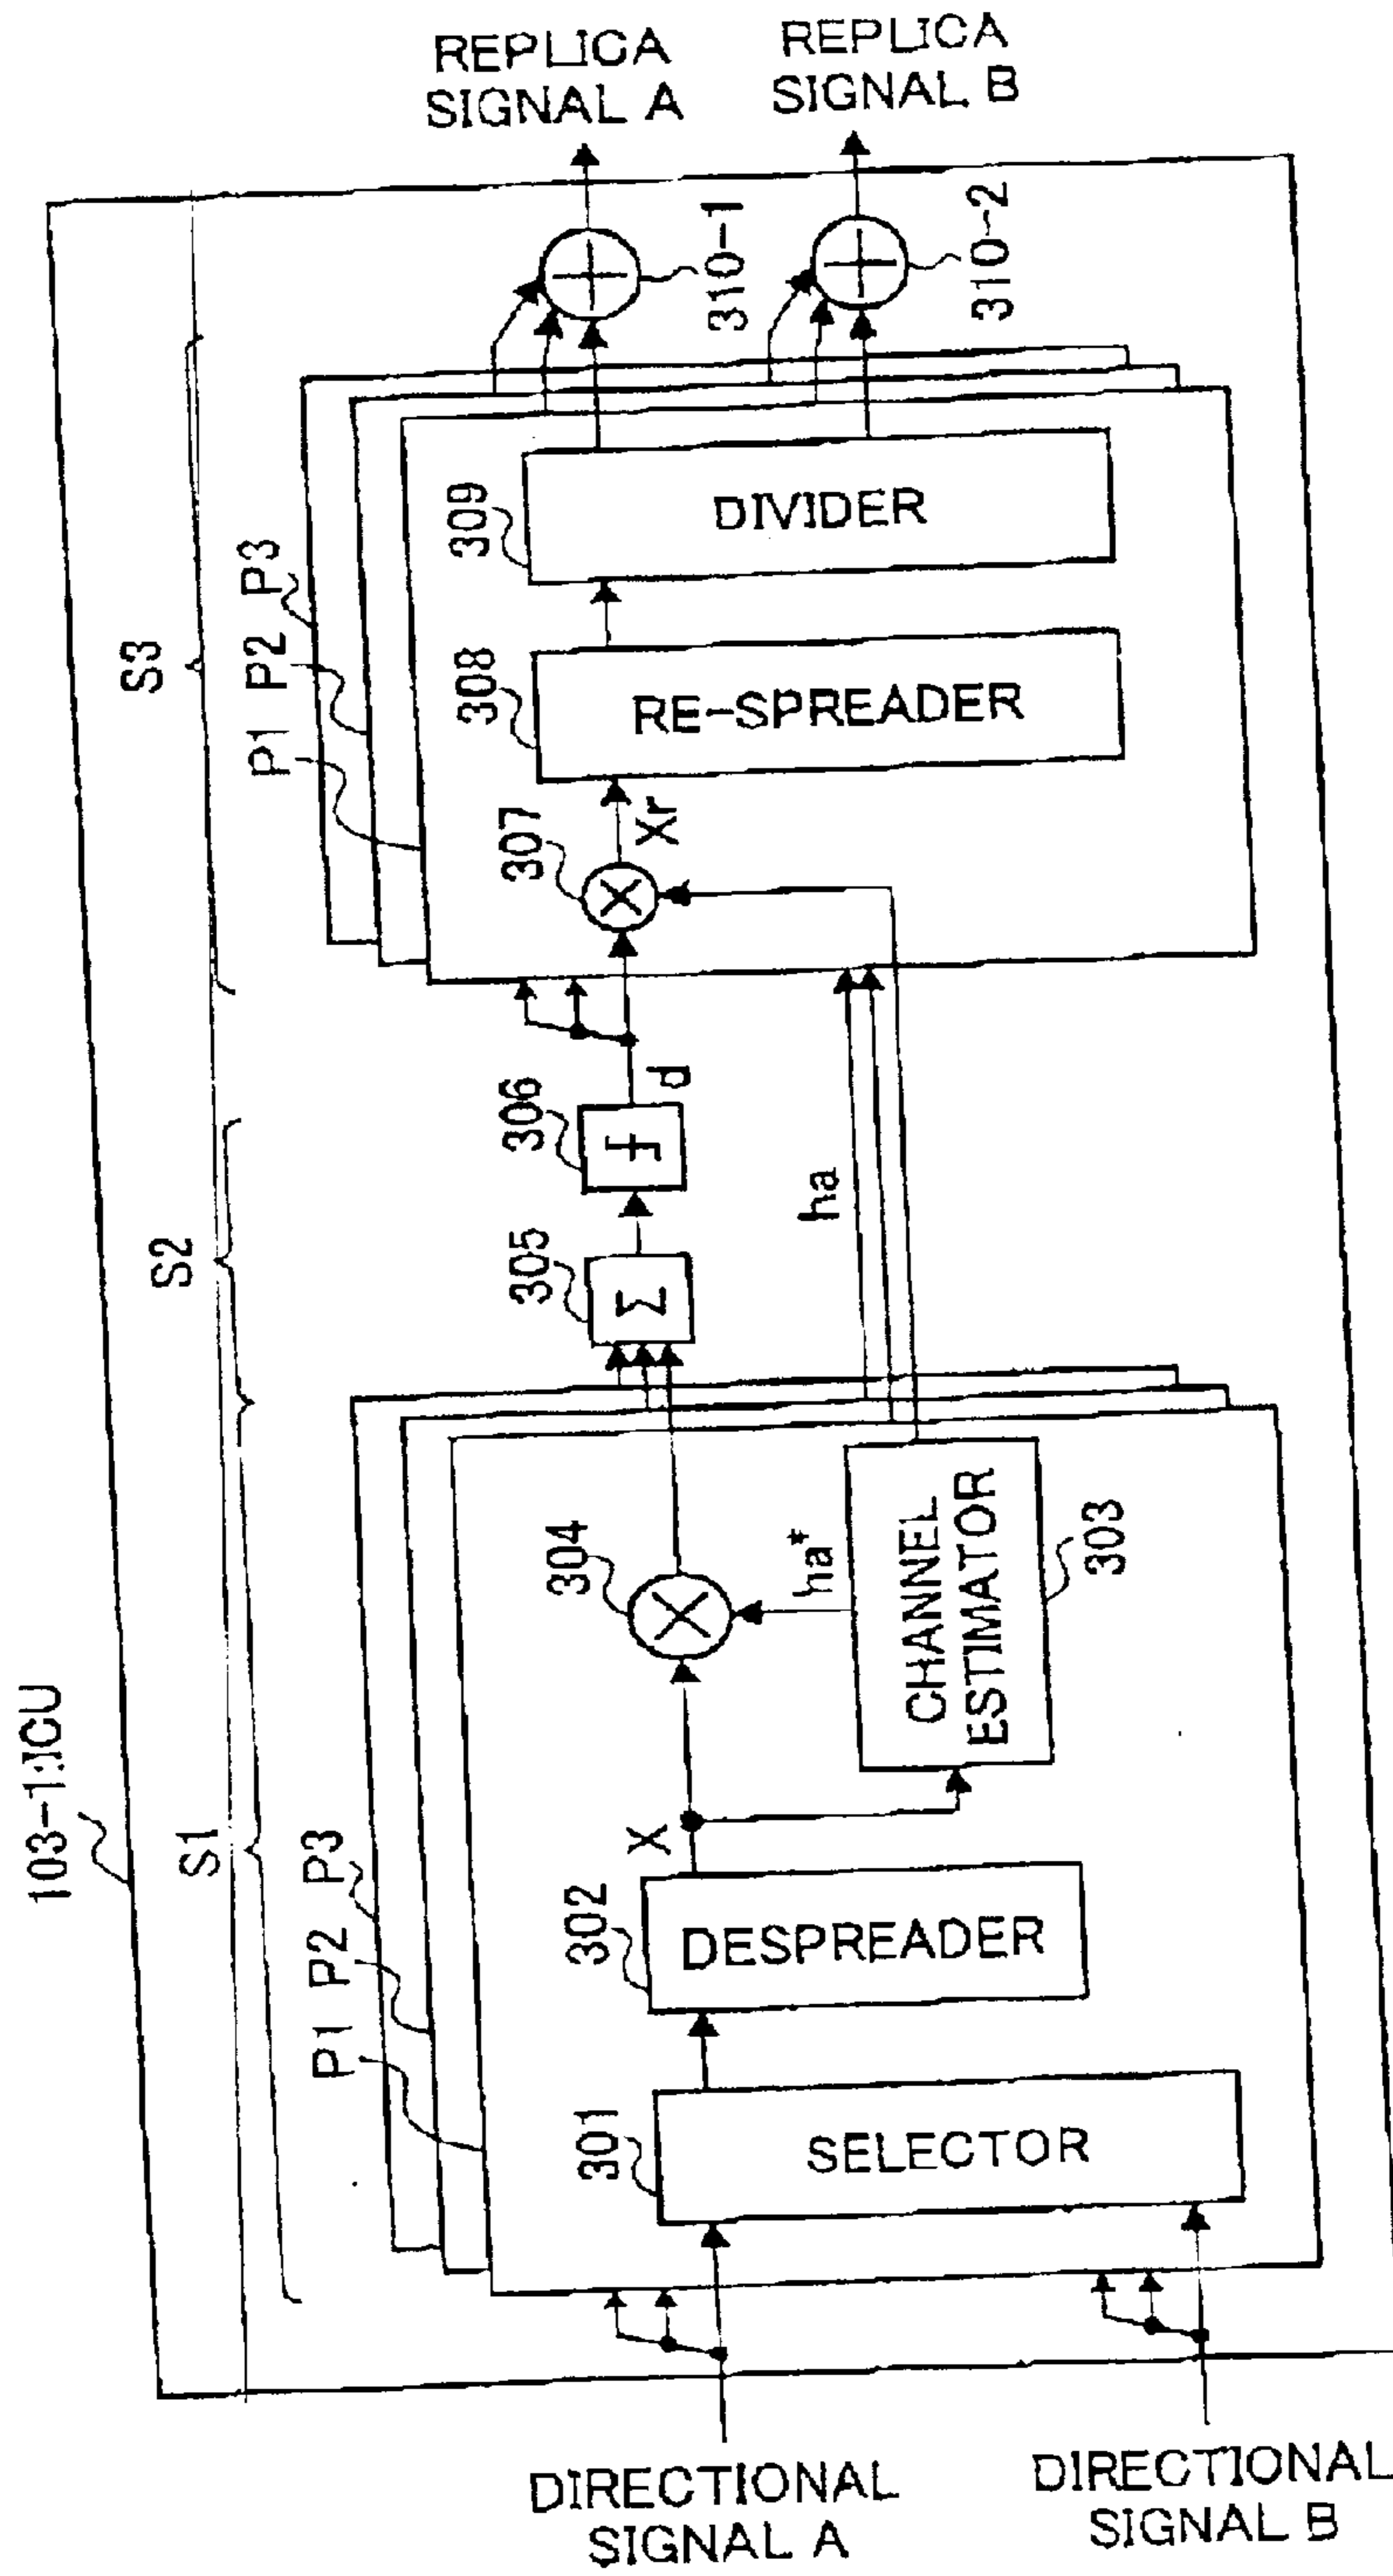 103-1:ICU
S1
S2
S3
P1
P2
P3
P1
P2
P3
DIRECTIONAL
SIGNAL A
DIRECTIONAL
SIGNAL B
301
SELECTOR
302
DESPREADER
X
304
ha*
CHANNEL
ESTIMATOR
303
305
Σ
306
d
ha
307
Xr
308
RE-SPREADER
309
DIVIDER
310-1
310-2
REPLICA
SIGNAL A
REPLICA
SIGNAL B